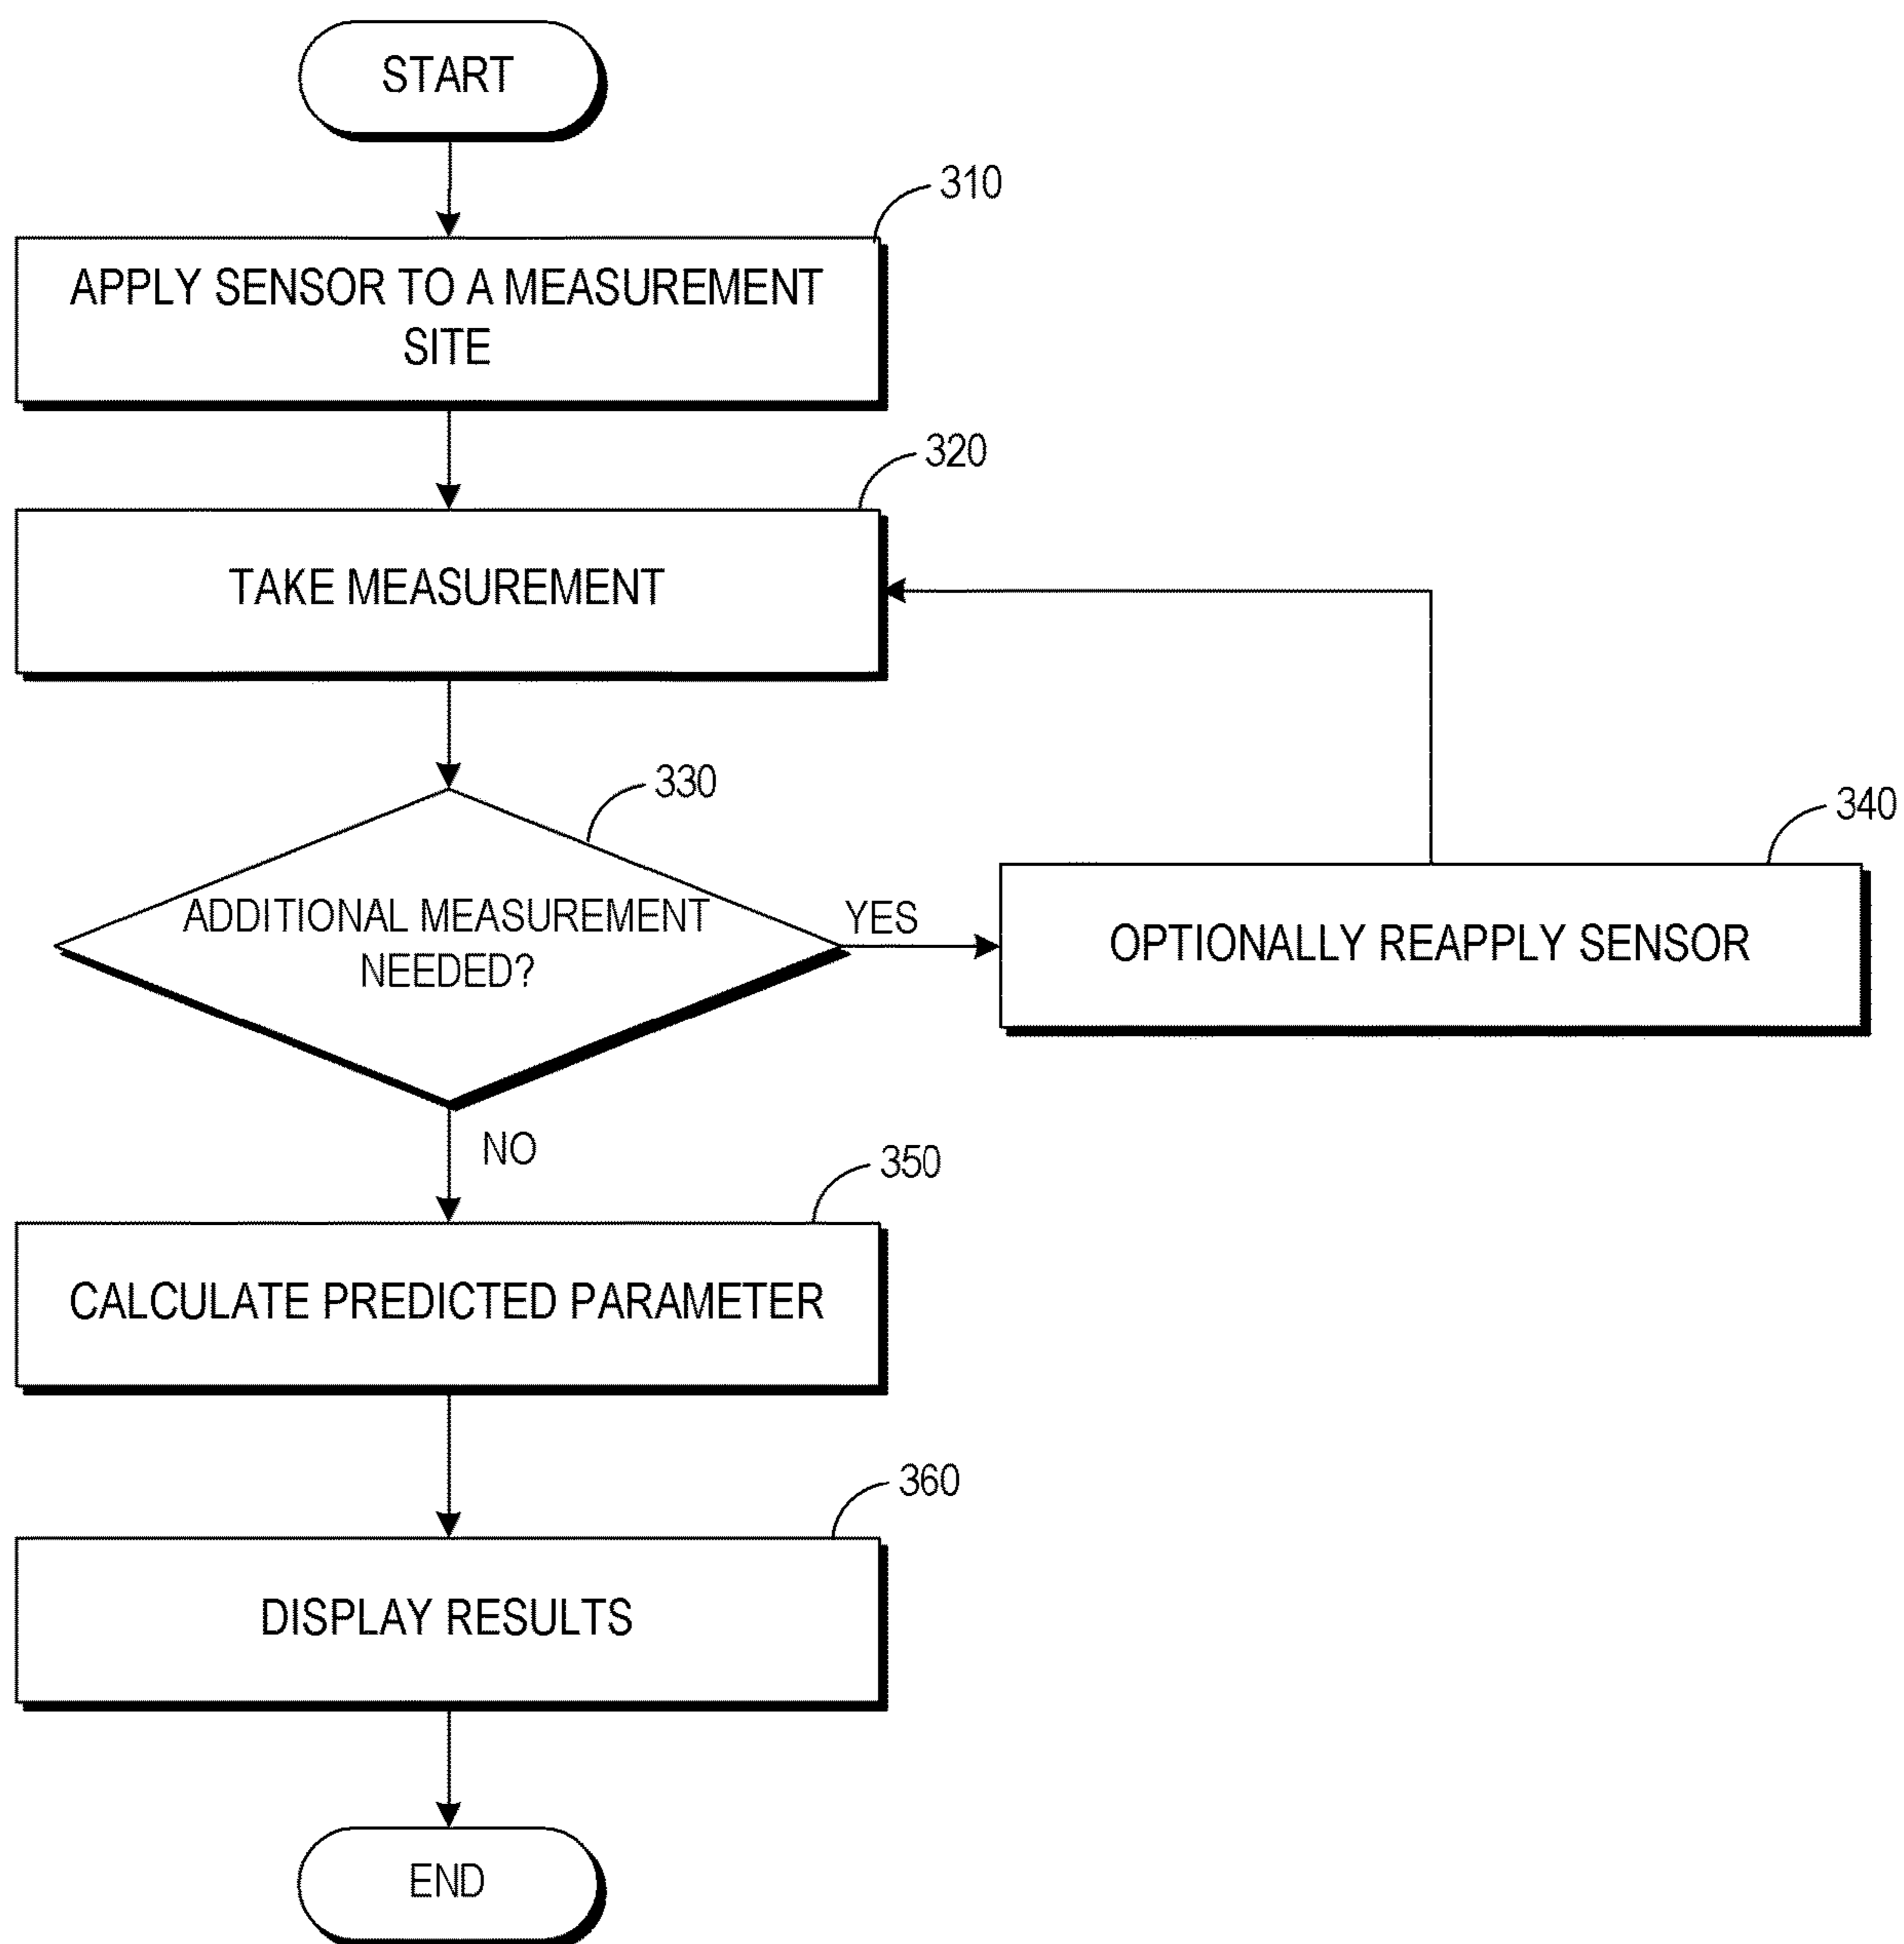 START
310
APPLY SENSOR TO A MEASUREMENT
SITE
320
TAKE MEASUREMENT
330
ADDITIONAL MEASUREMENT
NEEDED?
YES
340
OPTIONALLY REAPPLY SENSOR
NO
350
CALCULATE PREDICTED PARAMETER
360
DISPLAY RESULTS
END